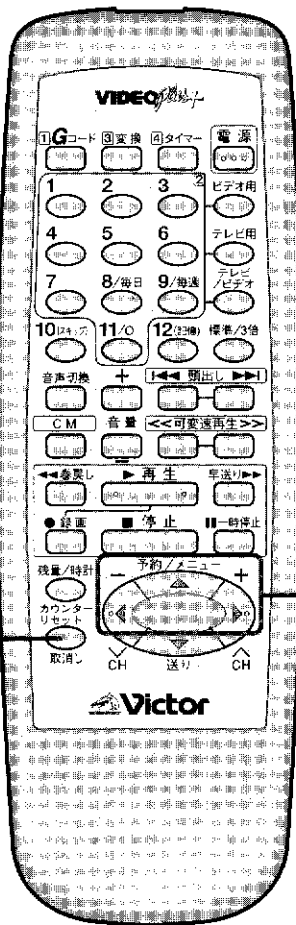 VIDEO
1 Gコード 3 変換 4 タイマー 電源
1 2 3 2 ビデオ用
4 5 6 テレビ用
7 8/毎日 9/毎週 テレビ/ビデオ
10 11/0 12 標準/3倍
音声切換 + |◀◀ 頭出し ▶▶|
CM 音量 <<可変速再生>>
−
◀◀巻戻し ▶ 再生 早送り▶▶
● 録画 ■ 停止 ▮▮一時停止
残量/時計 − 予約/メニュー +
カウンター
リセット
取消し CH 送り CH
Victor